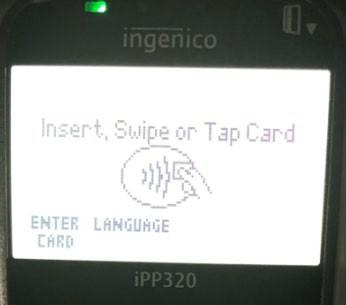 ingenico
Insert, Swipe or Tap Card
ENTER LANGUAGE
CARD
iPP320